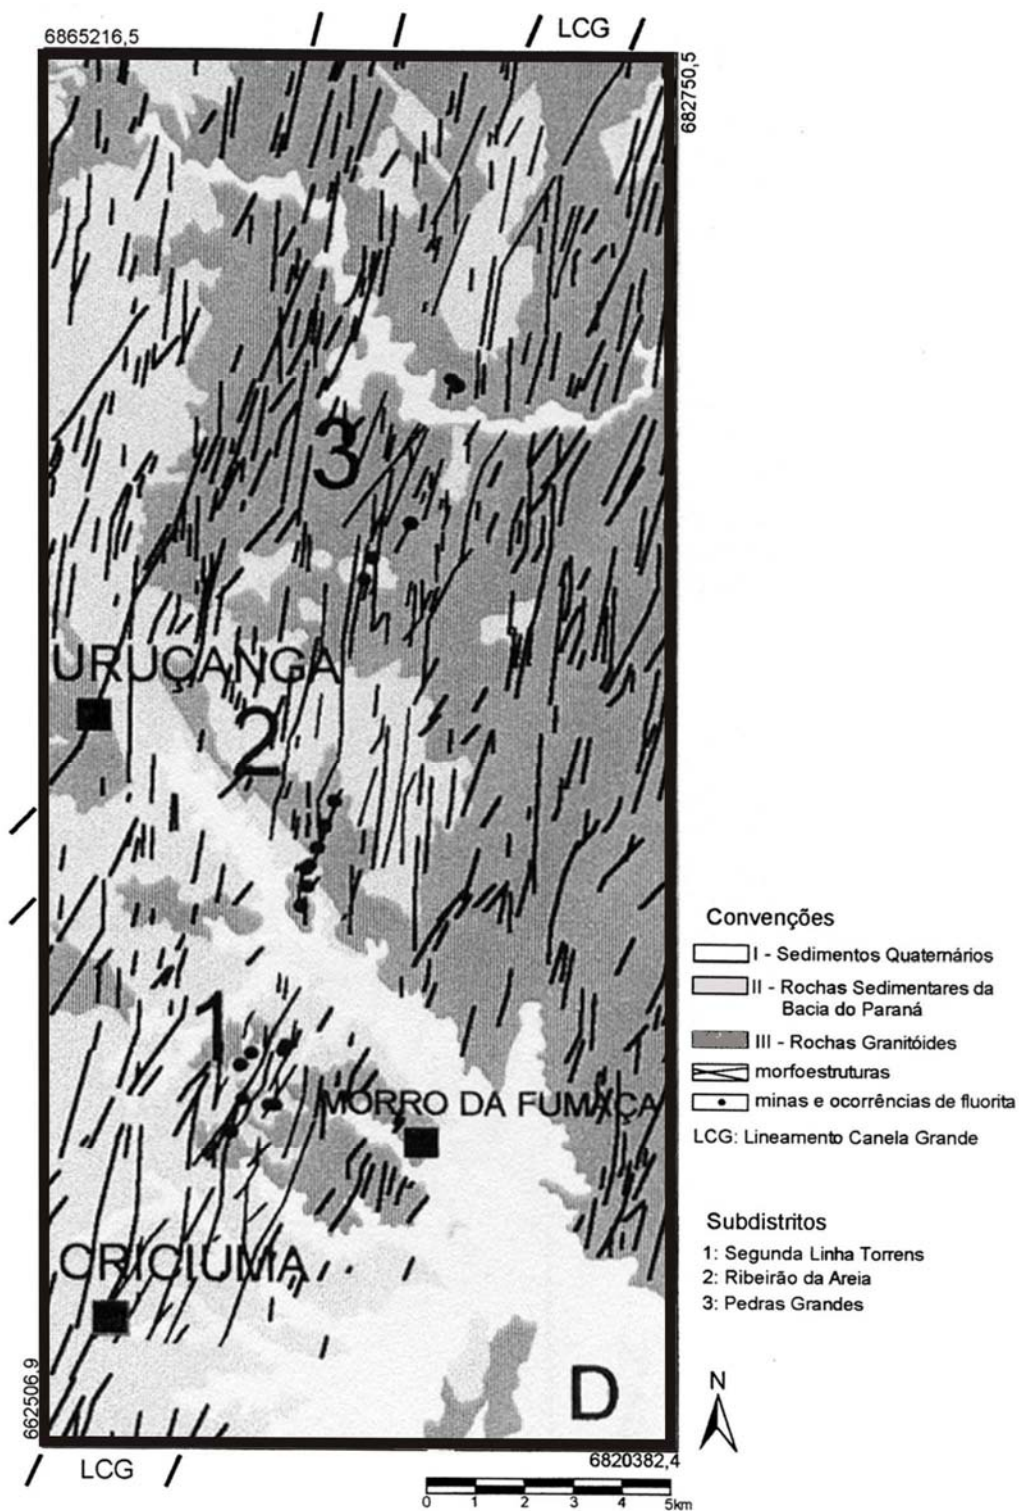 LCG
6865216,5
682750,5
3
URUÇANGA
2
1
MORRO DA FUMAÇA
CRICIÚMA
D
662506,9
6820382,4
LCG
0 1 2 3 4 5km
N
Convenções
I - Sedimentos Quaternários
II - Rochas Sedimentares da
Bacia do Paraná
III - Rochas Granitóides
morfoestruturas
minas e ocorrências de fluorita
LCG: Lineamento Canela Grande
Subdistritos
1: Segunda Linha Torrens
2: Ribeirão da Areia
3: Pedras Grandes